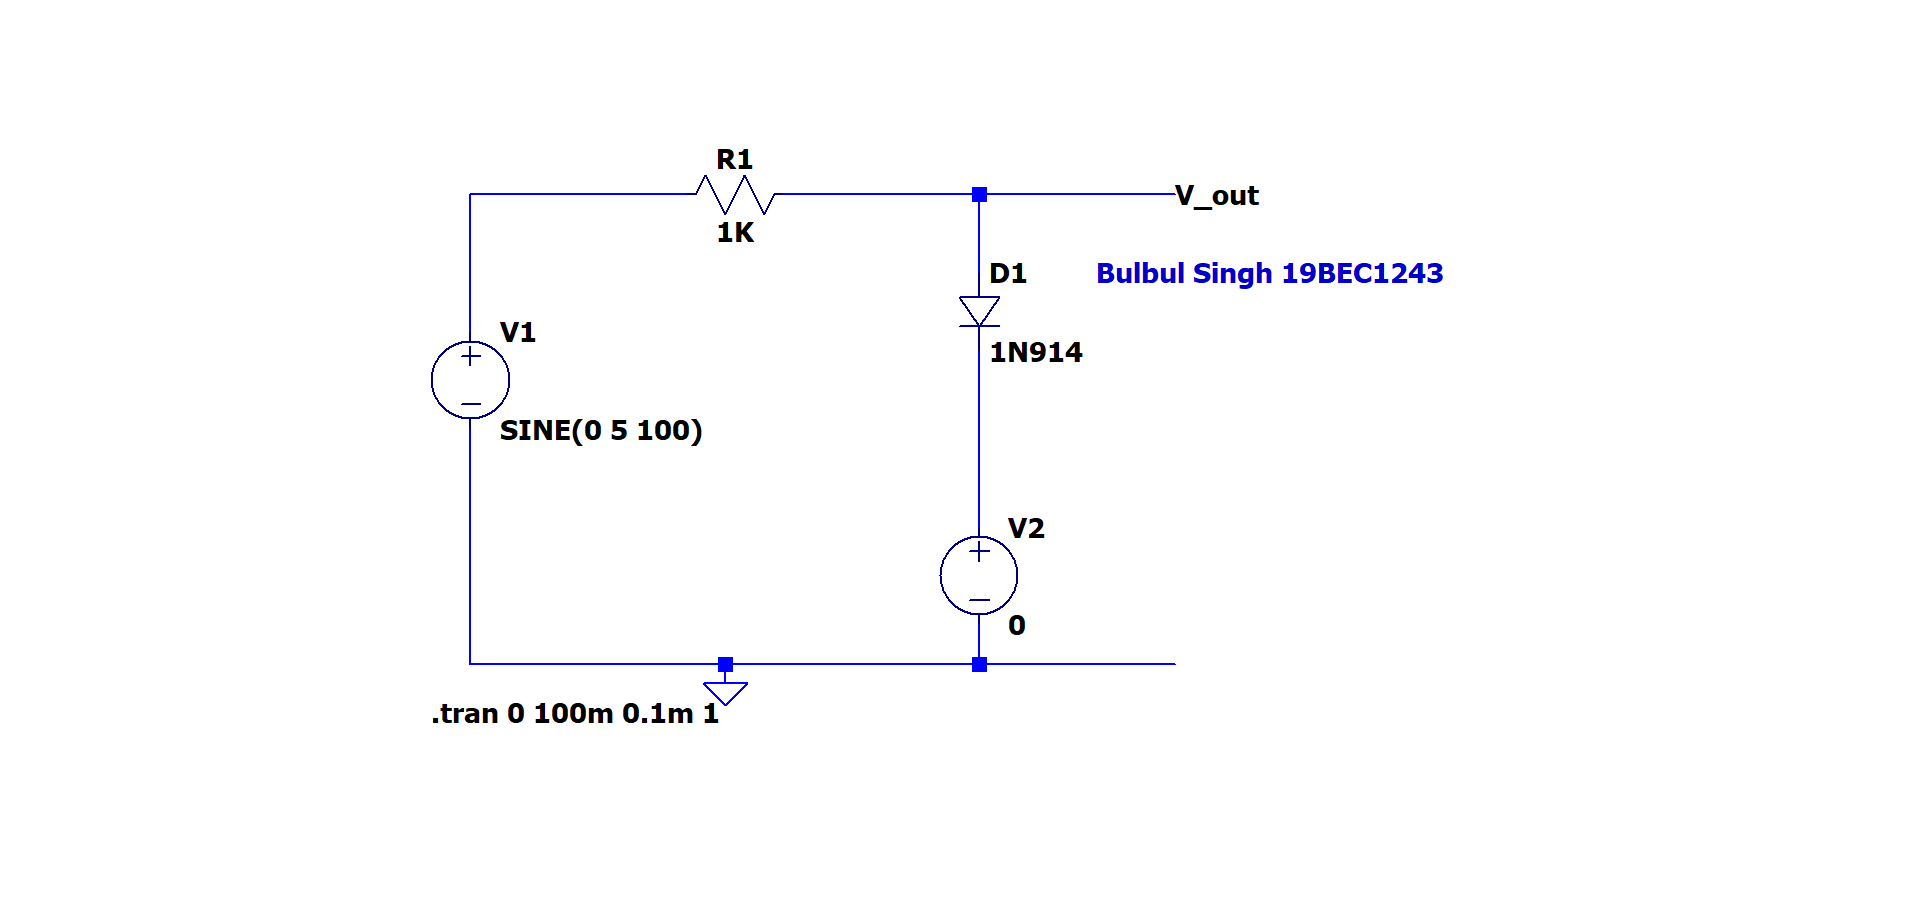 R1
1K
V_out
D1
Bulbul Singh 19BEC1243
V1
1N914
SINE(0 5 100)
V2
0
.tran 0 100m 0.1m 1